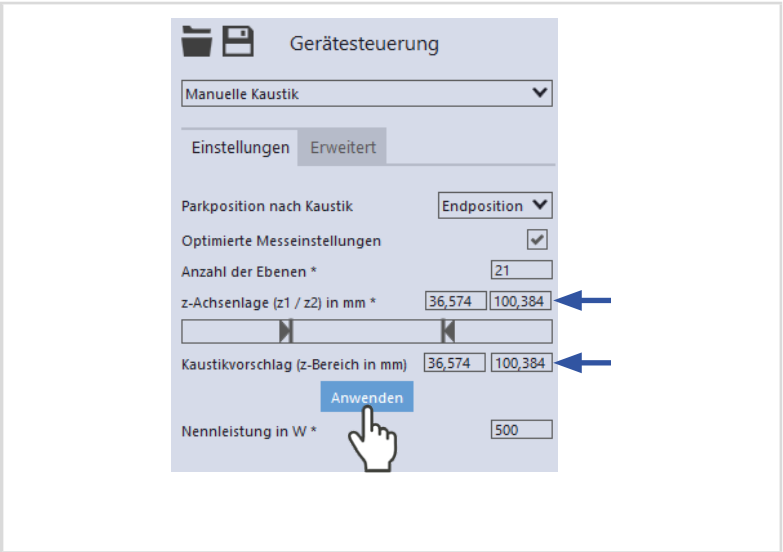 Gerätesteuerung
Manuelle Kaustik
Einstellungen Erweitert
Parkposition nach Kaustik Endposition
Optimierte Messeinstellungen
Anzahl der Ebenen * 21
z-Achsenlage (z1 / z2) in mm * 36,574 100,384
Kaustikvorschlag (z-Bereich in mm) 36,574 100,384
Anwenden
Nennleistung in W * 500